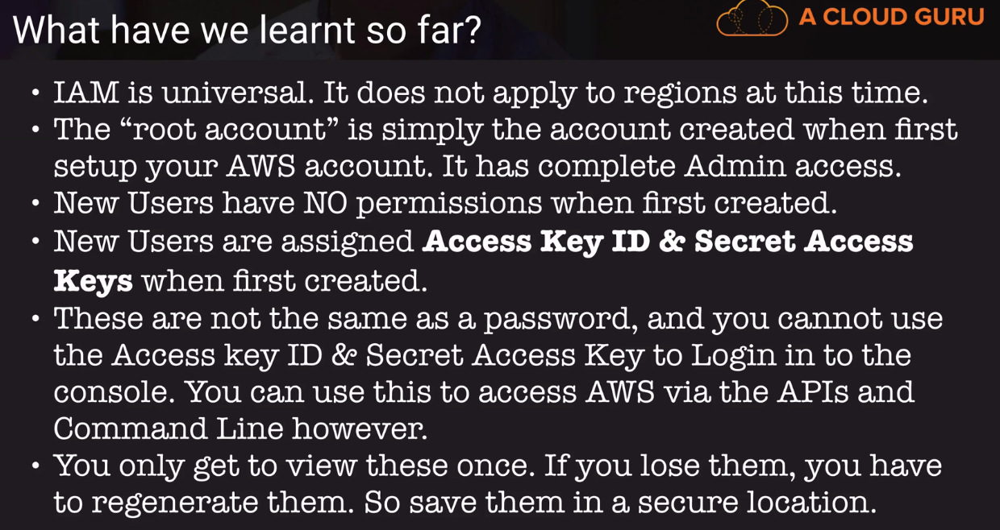 What have we learnt so far?
A CLOUD GURU
• IAM is universal. It does not apply to regions at this time.
• The “root account” is simply the account created when first
setup your AWS account. It has complete Admin access.
• New Users have NO permissions when first created.
• New Users are assigned Access Key ID & Secret Access
Keys when first created.
• These are not the same as a password, and you cannot use
the Access key ID & Secret Access Key to Login in to the
console. You can use this to access AWS via the APIs and
Command Line however.
• You only get to view these once. If you lose them, you have
to regenerate them. So save them in a secure location.